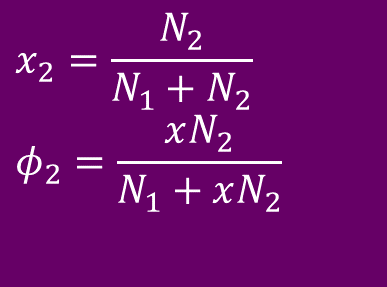 x₂ = N₂ / (N₁ + N₂)
ϕ₂ = xN₂ / (N₁ + xN₂)